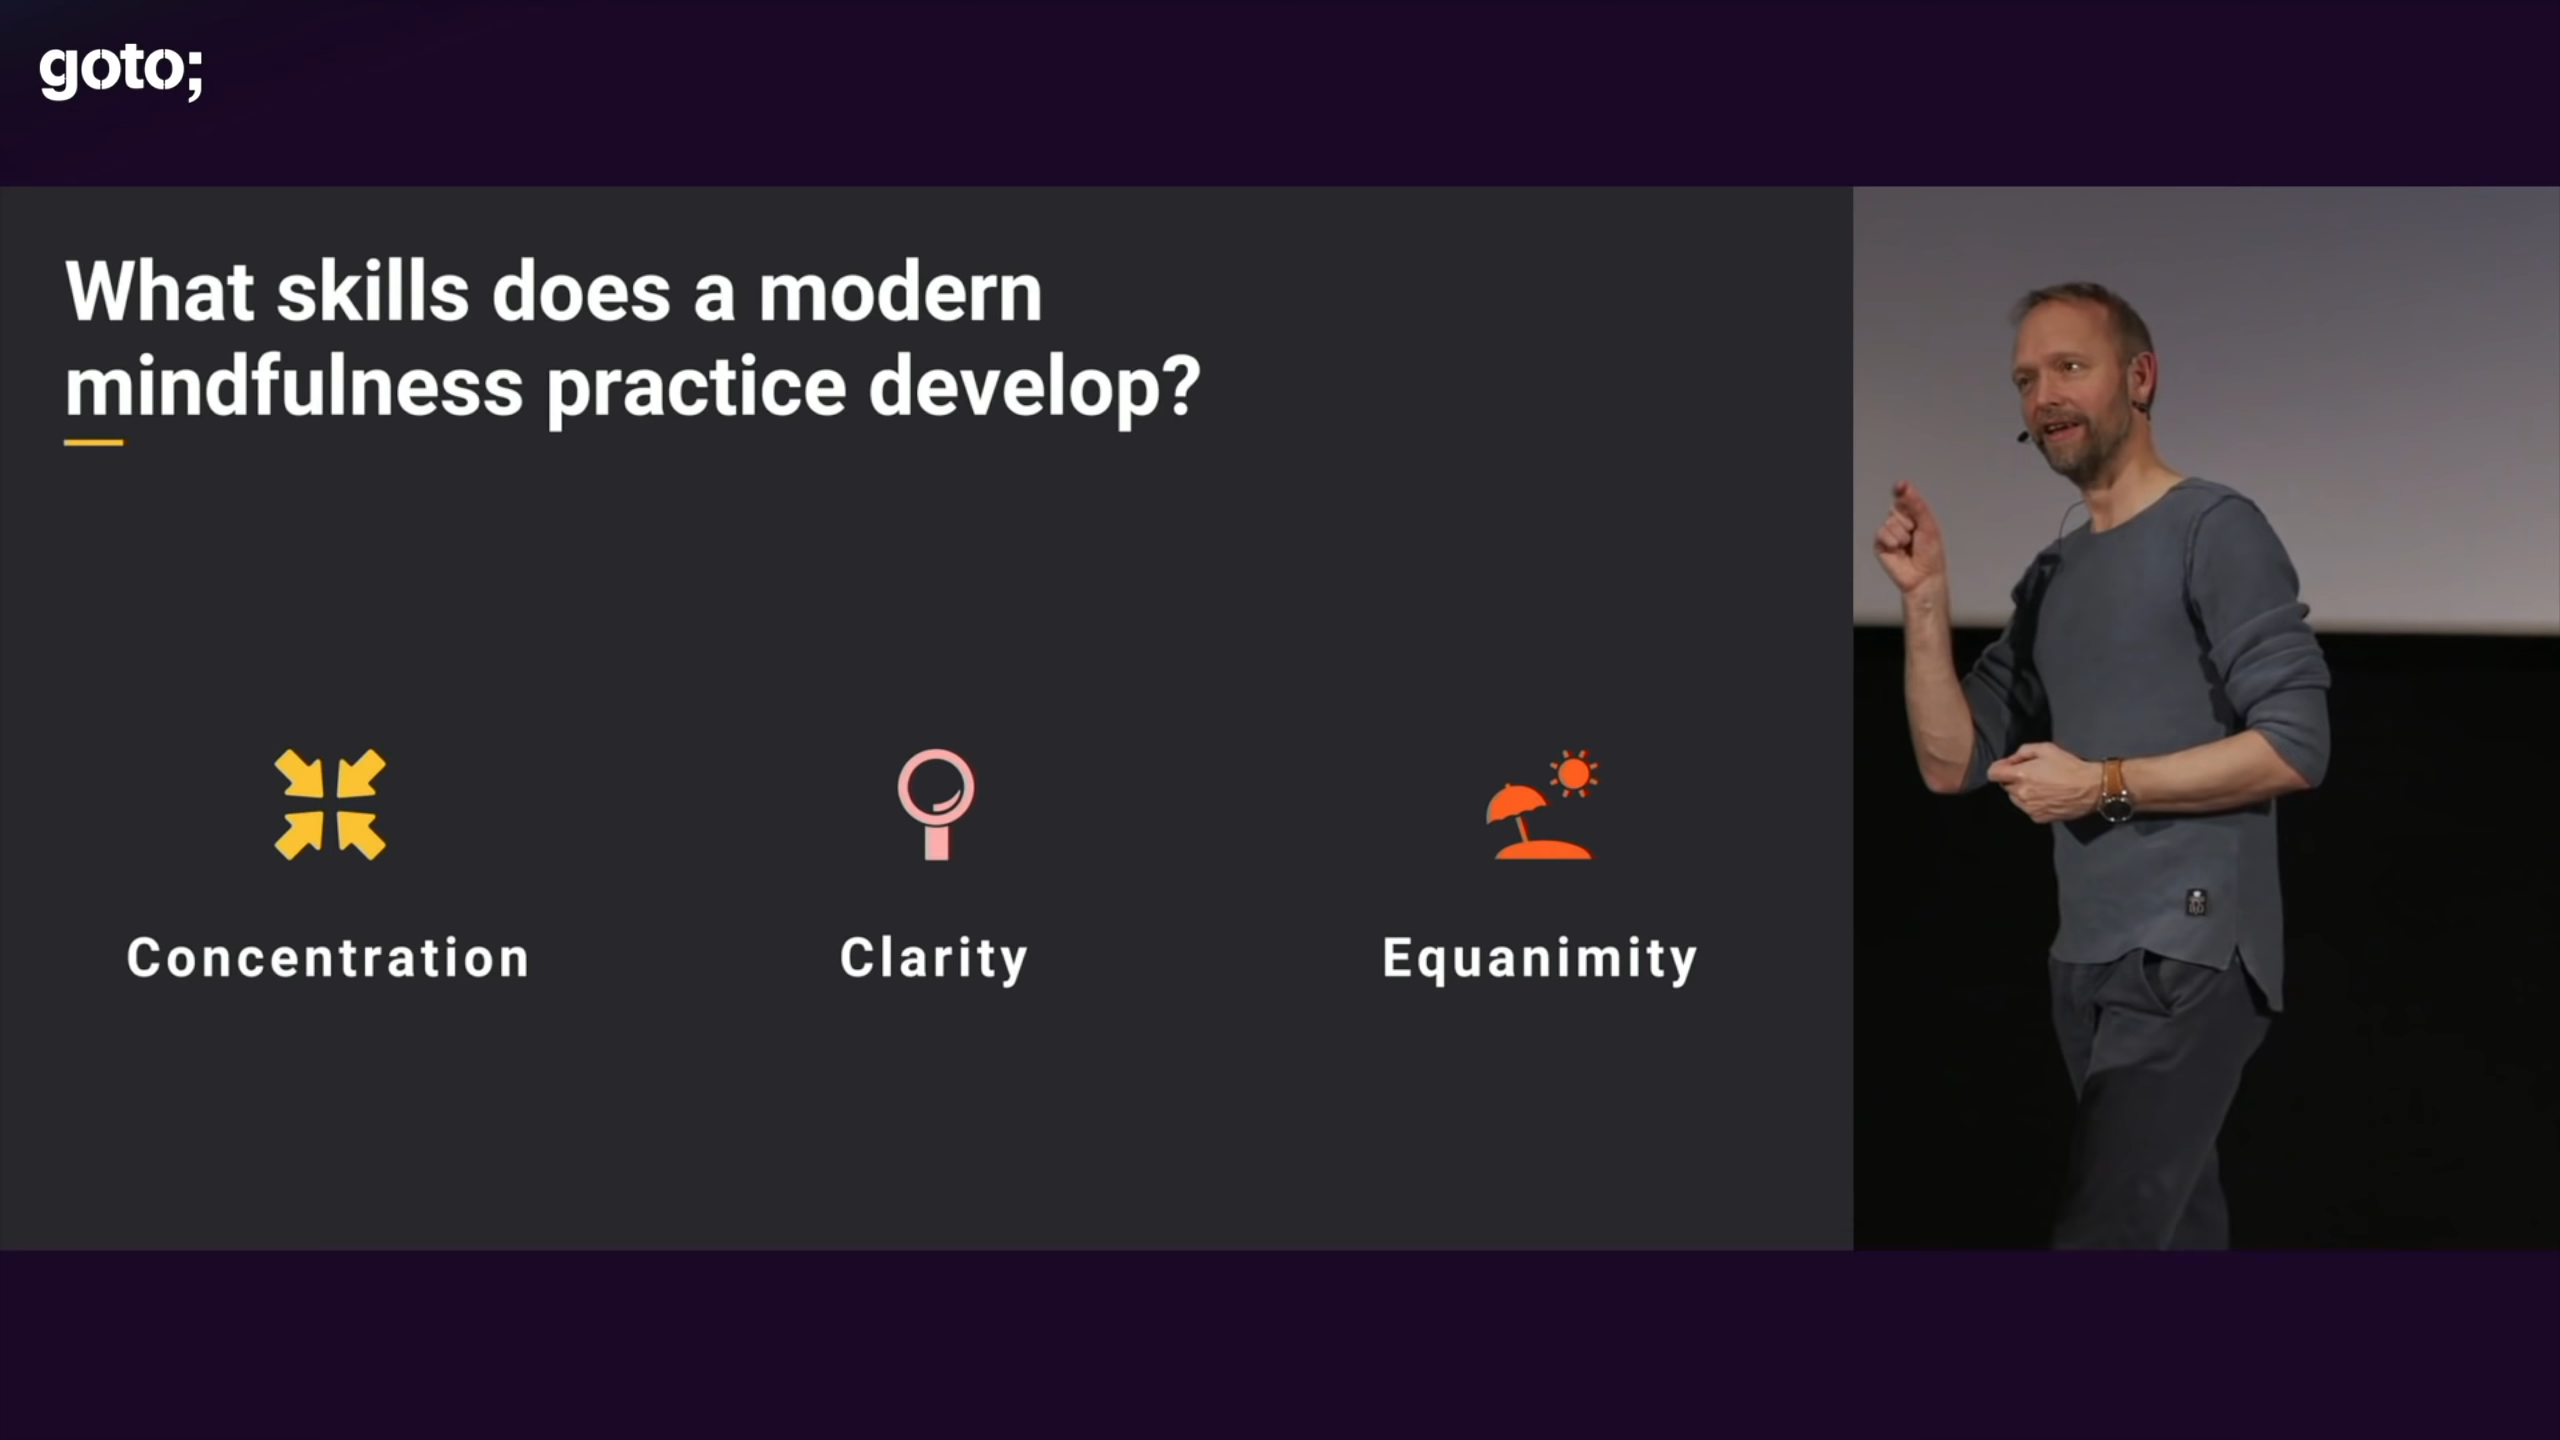 goto;
What skills does a modern
mindfulness practice develop?
Concentration
Clarity
Equanimity